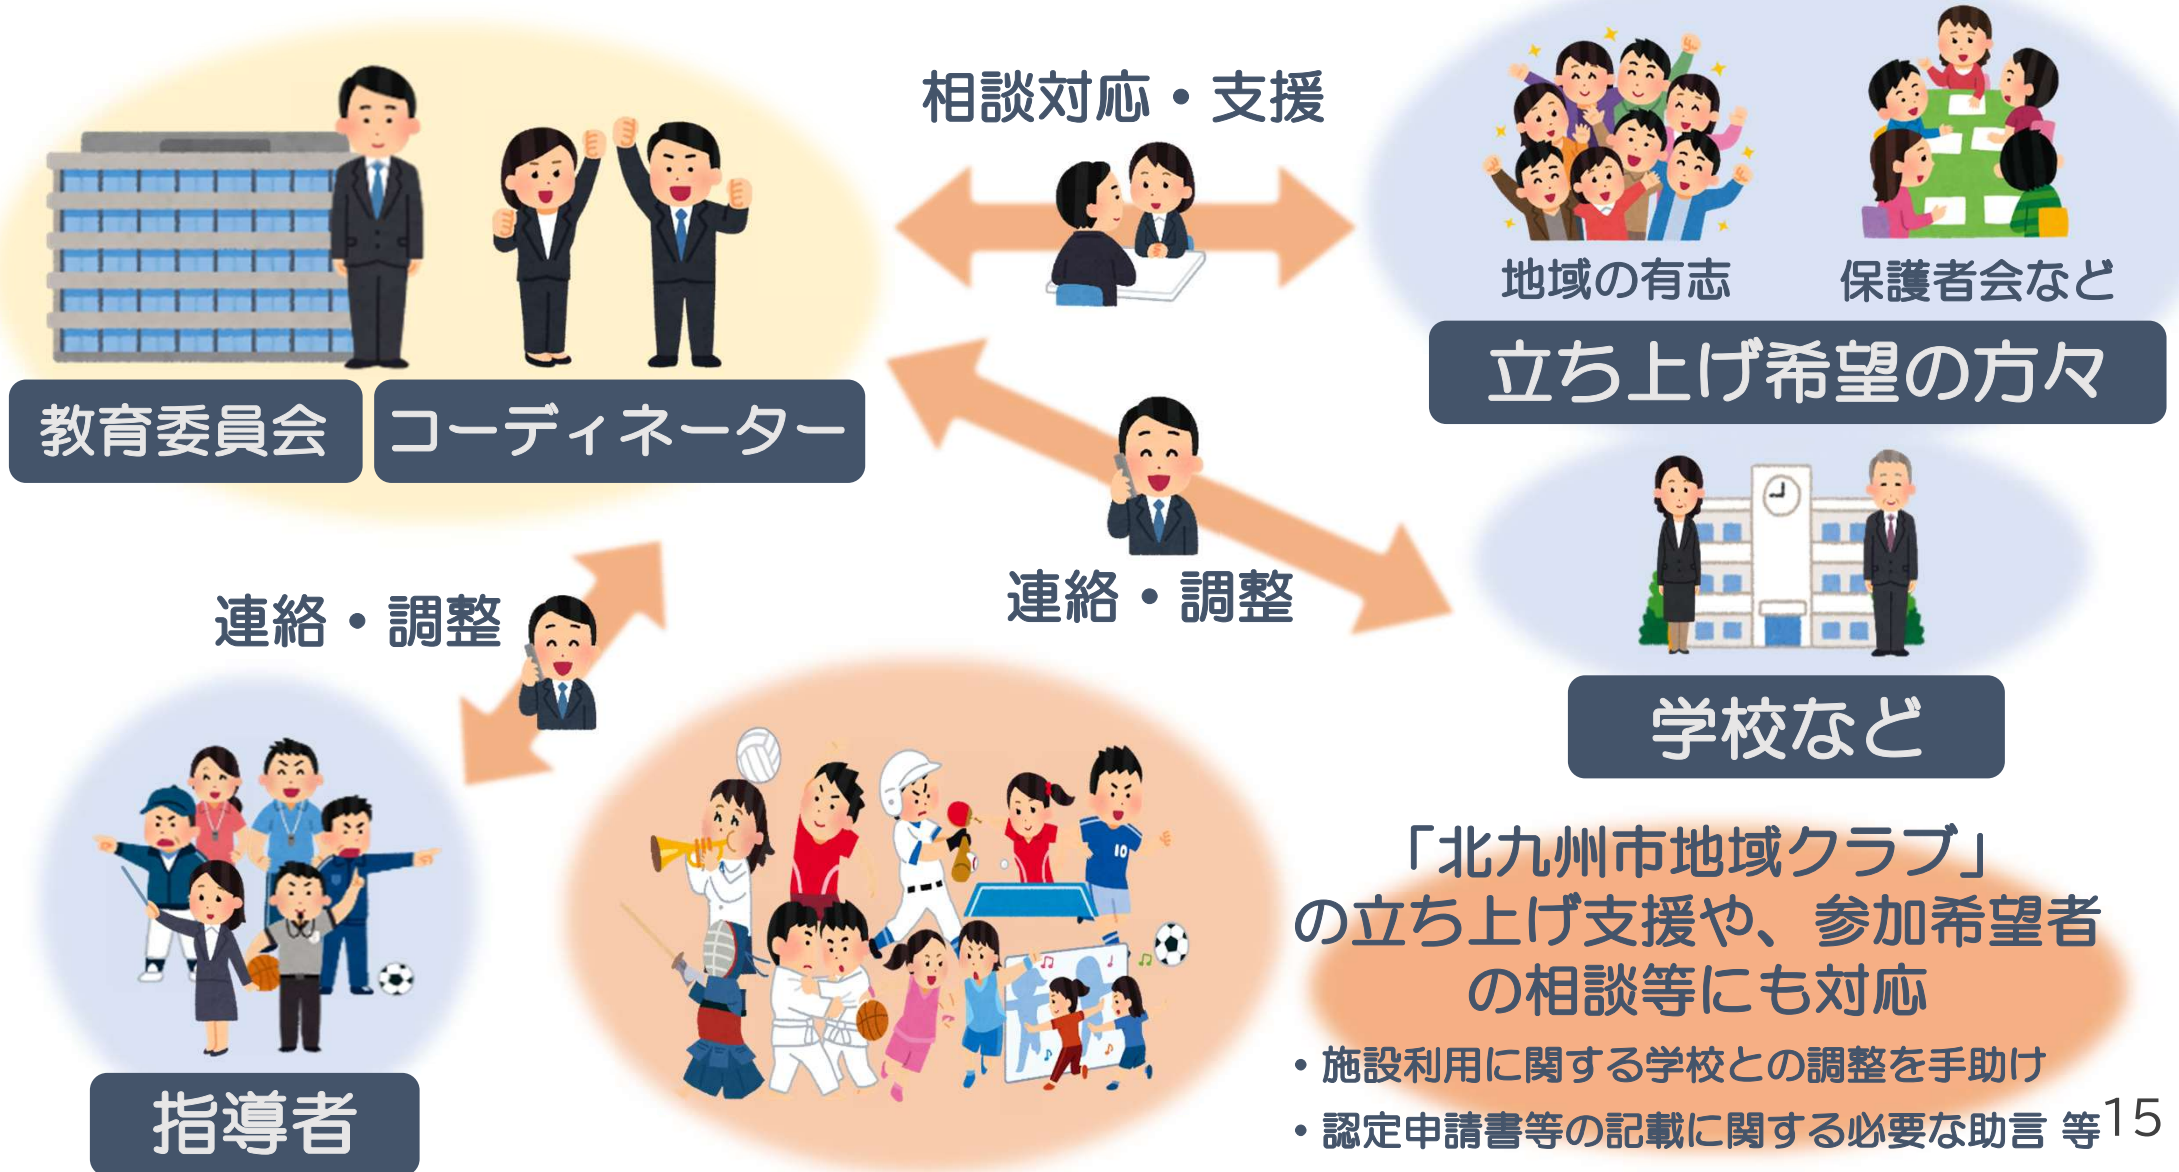 相談対応・支援
地域の有志
保護者会など
立ち上げ希望の方々
教育委員会
コーディネーター
連絡・調整
連絡・調整
学校など
指導者
10
「北九州市地域クラブ」
の立ち上げ支援や、参加希望者
の相談等にも対応
・施設利用に関する学校との調整を手助け
・認定申請書等の記載に関する必要な助言 等
15